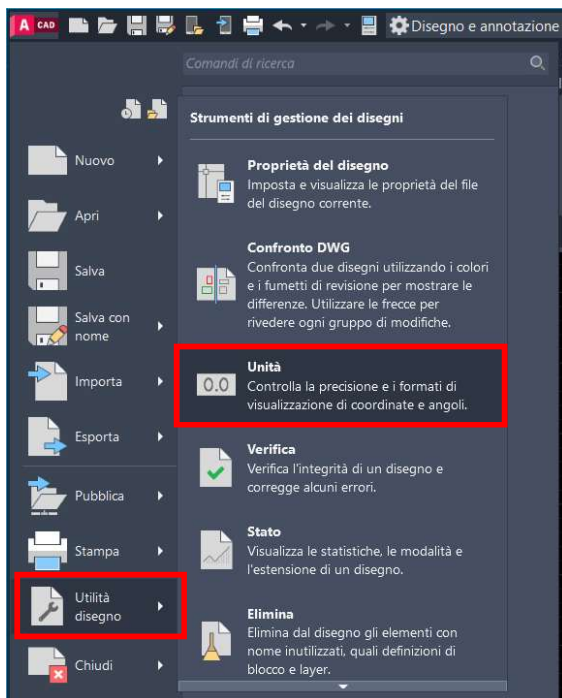 A CAD
Disegno e annotazione
Comandi di ricerca
Nuovo
Apri
Salva
Salva con
nome
Importa
Esporta
Pubblica
Stampa
Utilità
disegno
Chiudi
Strumenti di gestione dei disegni
Proprietà del disegno
Imposta e visualizza le proprietà del file
del disegno corrente.
Confronto DWG
Confronta due disegni utilizzando i colori
e i fumetti di revisione per mostrare le
differenze. Utilizzare le frecce per
rivedere ogni gruppo di modifiche.
0.0
Unità
Controlla la precisione e i formati di
visualizzazione di coordinate e angoli.
Verifica
Verifica l'integrità di un disegno e
corregge alcuni errori.
Stato
Visualizza le statistiche, le modalità e
l'estensione di un disegno.
Elimina
Elimina dal disegno gli elementi con
nome inutilizzati, quali definizioni di
blocco e layer.